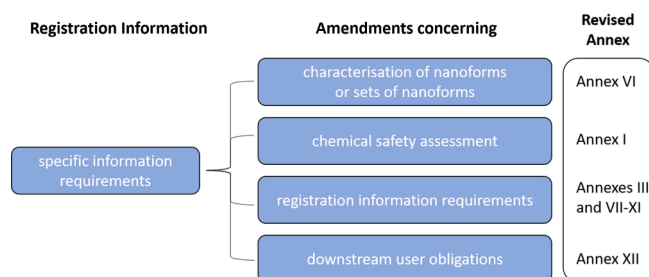 Registration Information
Amendments concerning
Revised
Annex
specific information
requirements
characterisation of nanoforms
or sets of nanoforms
Annex VI
chemical safety assessment
Annex I
registration information requirements
Annexes III
and VII-XI
downstream user obligations
Annex XII